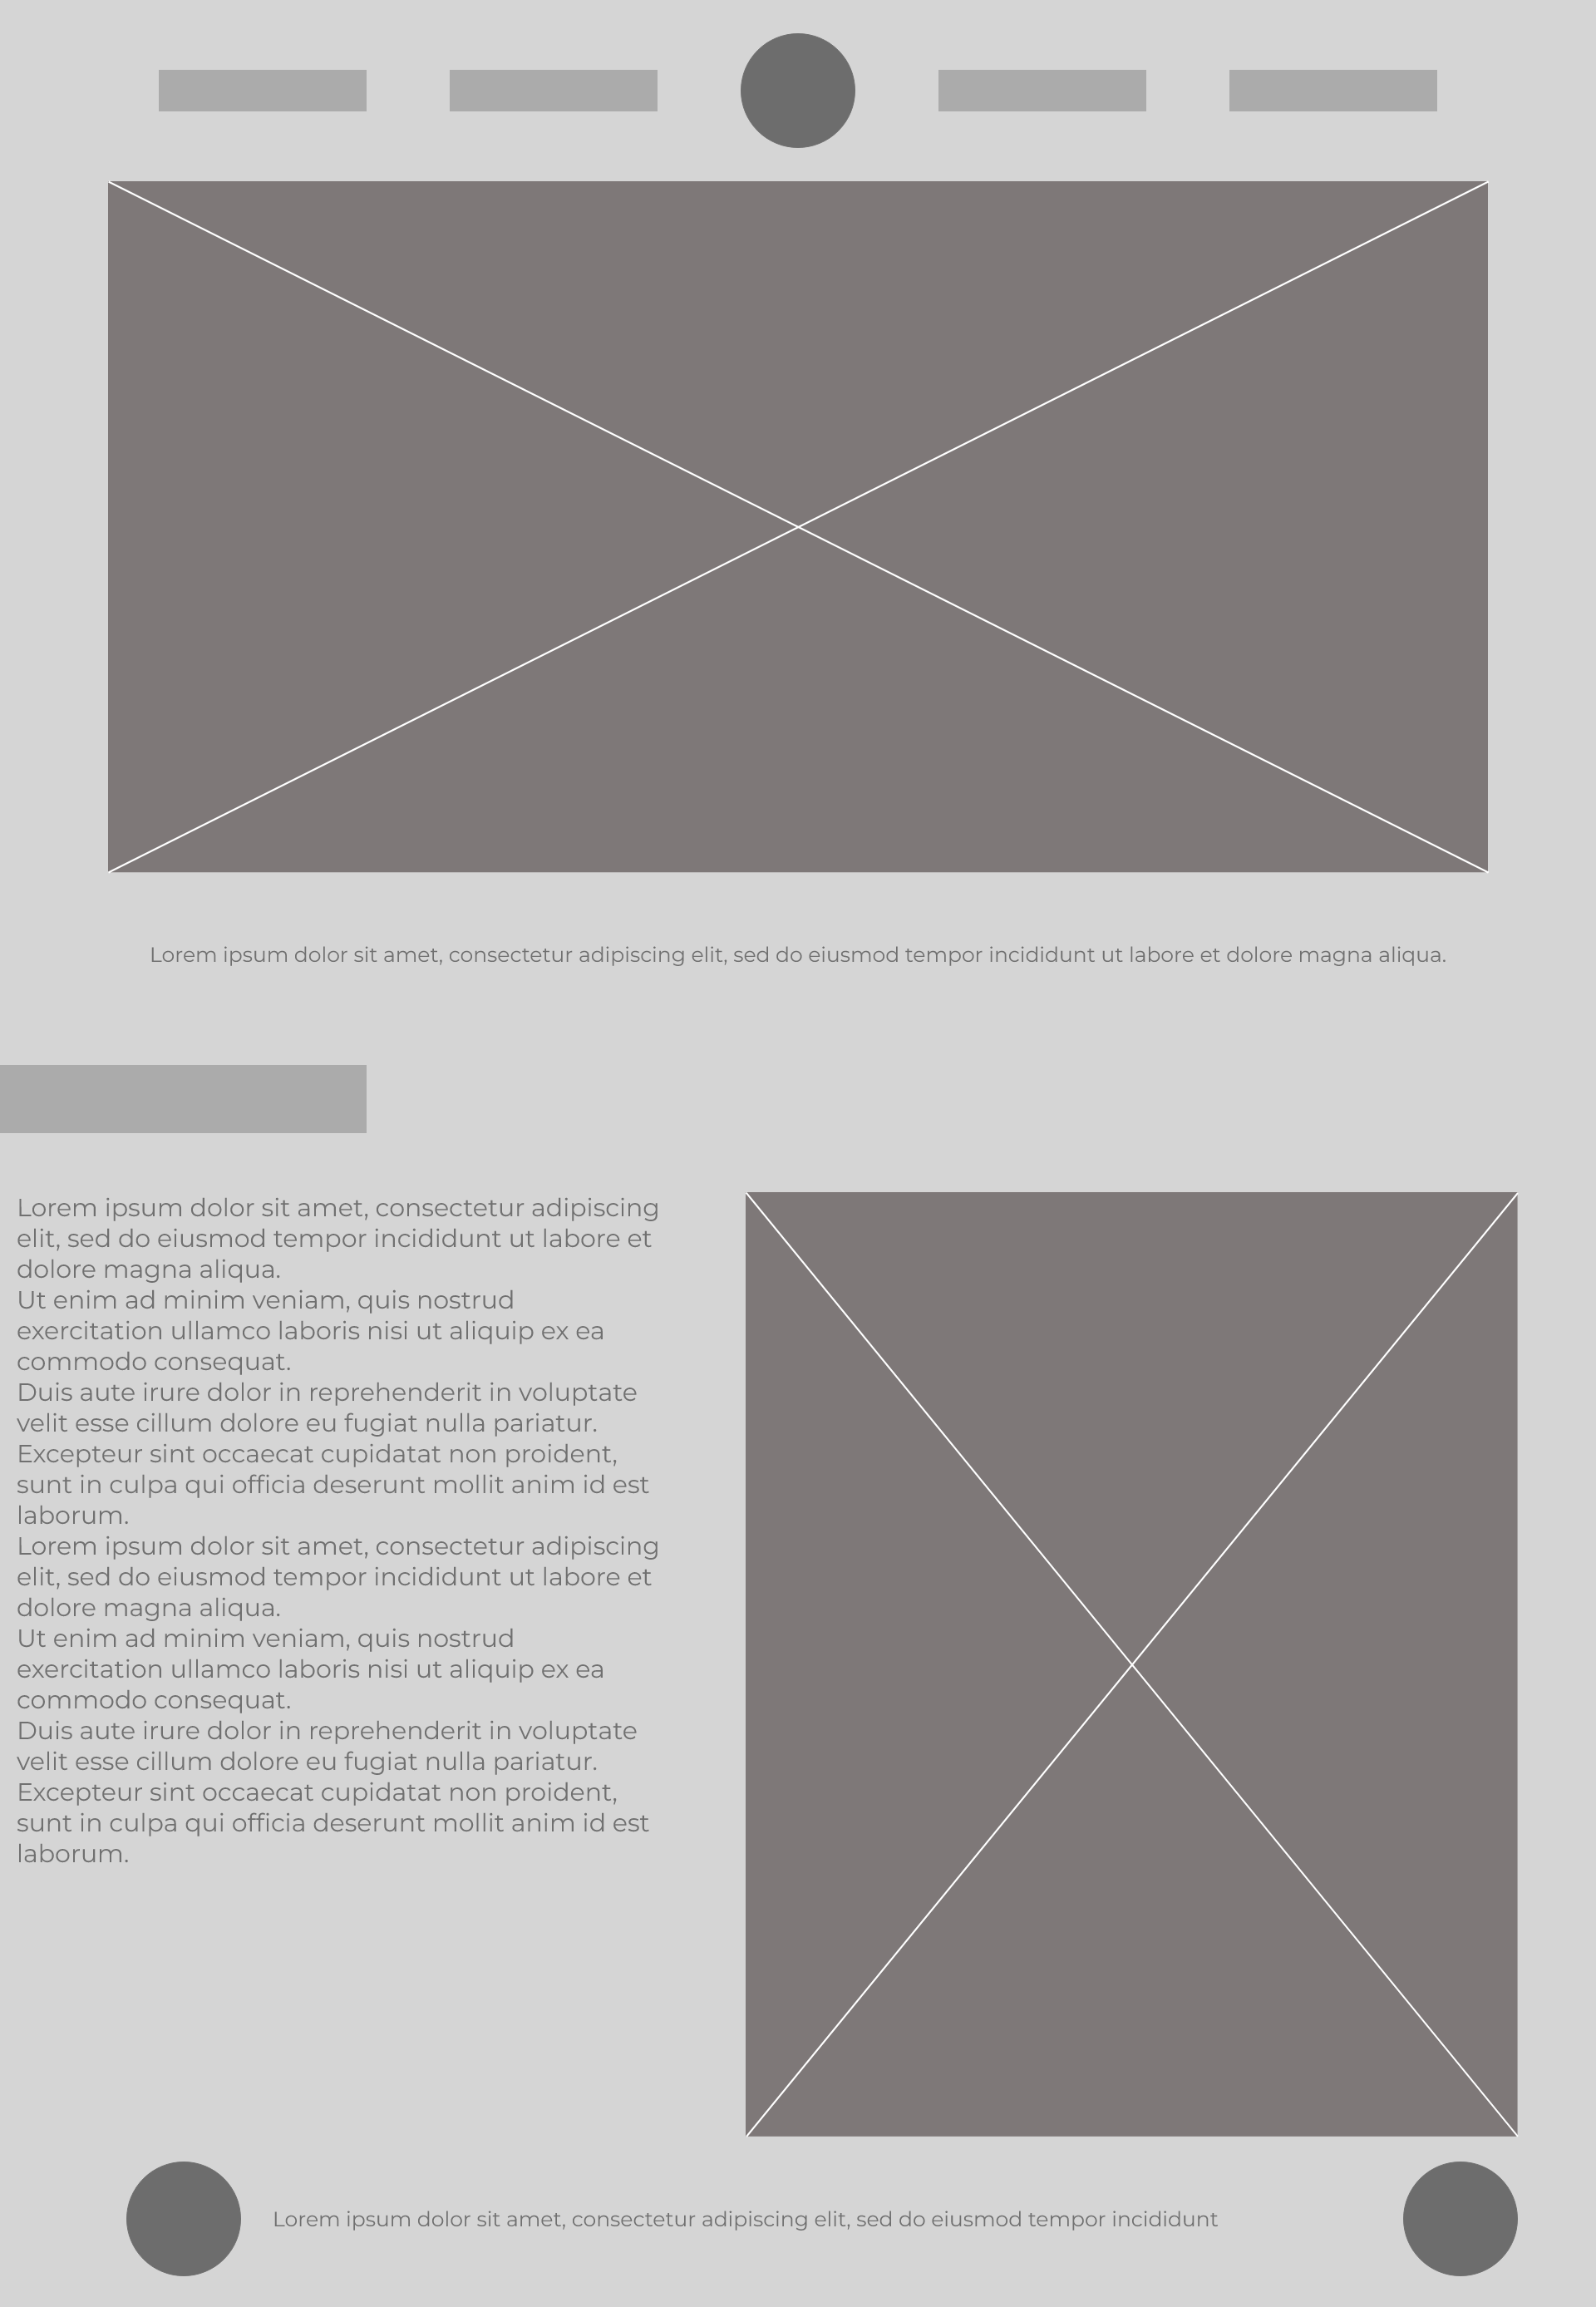 Lorem ipsum dolor sit amet, consectetur adipiscing elit, sed do eiusmod tempor incididunt ut labore et dolore magna aliqua.
Lorem ipsum dolor sit amet, consectetur adipiscing
elit, sed do eiusmod tempor incididunt ut labore et
dolore magna aliqua.
Ut enim ad minim veniam, quis nostrud
exercitation ullamco laboris nisi ut aliquip ex ea
commodo consequat.
Duis aute irure dolor in reprehenderit in voluptate
velit esse cillum dolore eu fugiat nulla pariatur.
Excepteur sint occaecat cupidatat non proident,
sunt in culpa qui officia deserunt mollit anim id est
laborum.
Lorem ipsum dolor sit amet, consectetur adipiscing
elit, sed do eiusmod tempor incididunt ut labore et
dolore magna aliqua.
Ut enim ad minim veniam, quis nostrud
exercitation ullamco laboris nisi ut aliquip ex ea
commodo consequat.
Duis aute irure dolor in reprehenderit in voluptate
velit esse cillum dolore eu fugiat nulla pariatur.
Excepteur sint occaecat cupidatat non proident,
sunt in culpa qui officia deserunt mollit anim id est
laborum.
Lorem ipsum dolor sit amet, consectetur adipiscing elit, sed do eiusmod tempor incididunt